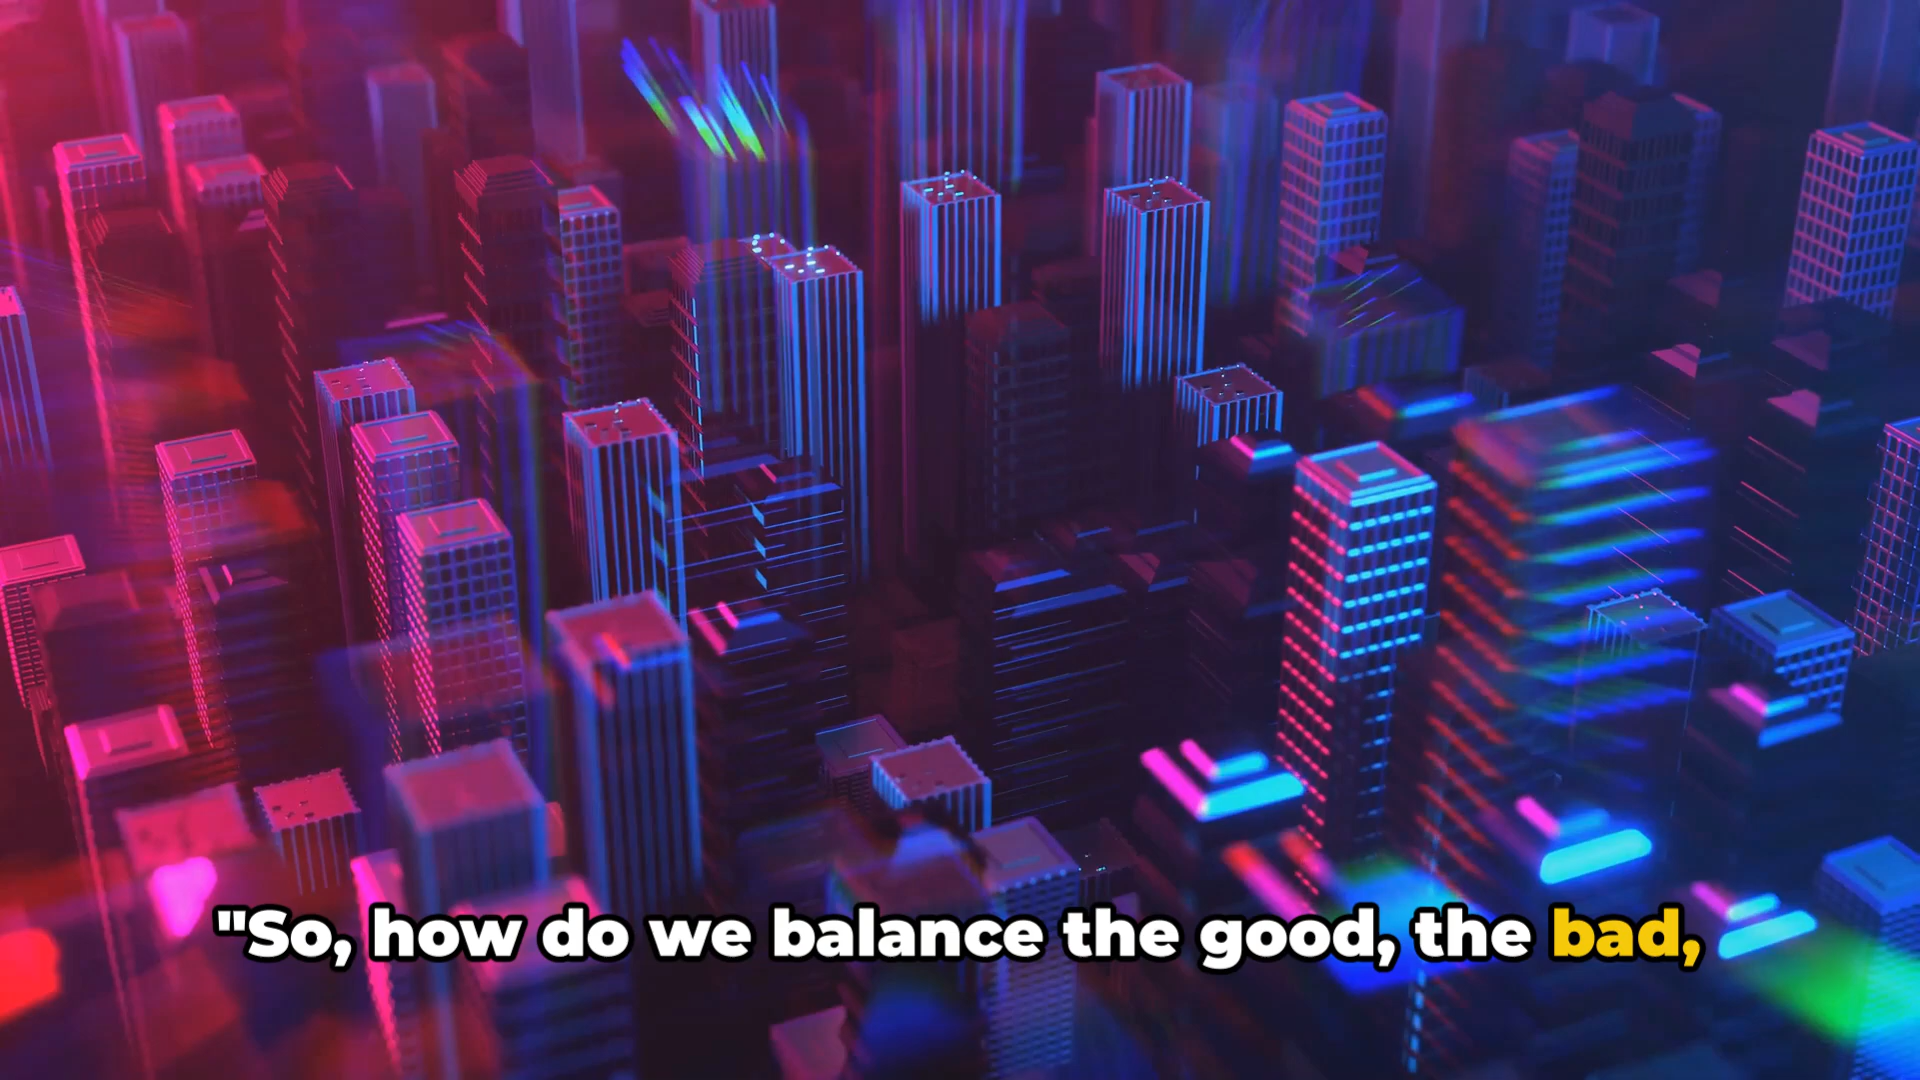 "So, how do we balance the good, the bad,